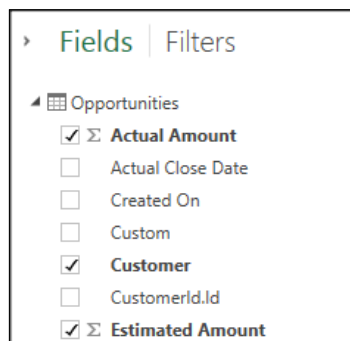 Fields Filters
Opportunities
Σ Actual Amount
Actual Close Date
Created On
Custom
Customer
CustomerId.Id
Σ Estimated Amount